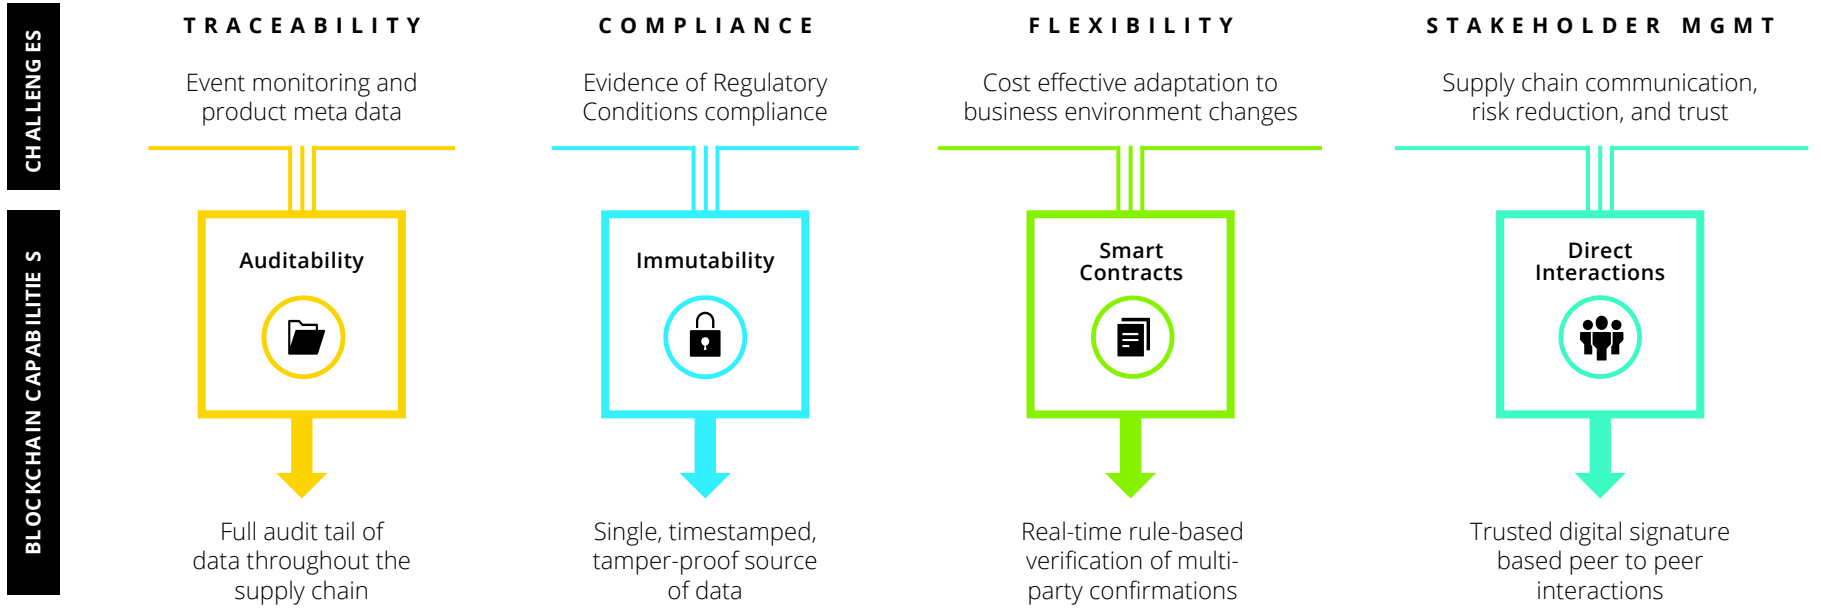 CHALLENGES
TRACEABILITY
Event monitoring and
product meta data
COMPLIANCE
Evidence of Regulatory
Conditions compliance
FLEXIBILITY
Cost effective adaptation to
business environment changes
STAKEHOLDER MGMT
Supply chain communication,
risk reduction, and trust
BLOCKCHAIN CAPABILITIE S
Auditability
Full audit tail of
data throughout the
supply chain
Immutability
Single, timestamped,
tamper-proof source
of data
Smart
Contracts
Real-time rule-based
verification of multi-
party confirmations
Direct
Interactions
Trusted digital signature
based peer to peer
interactions